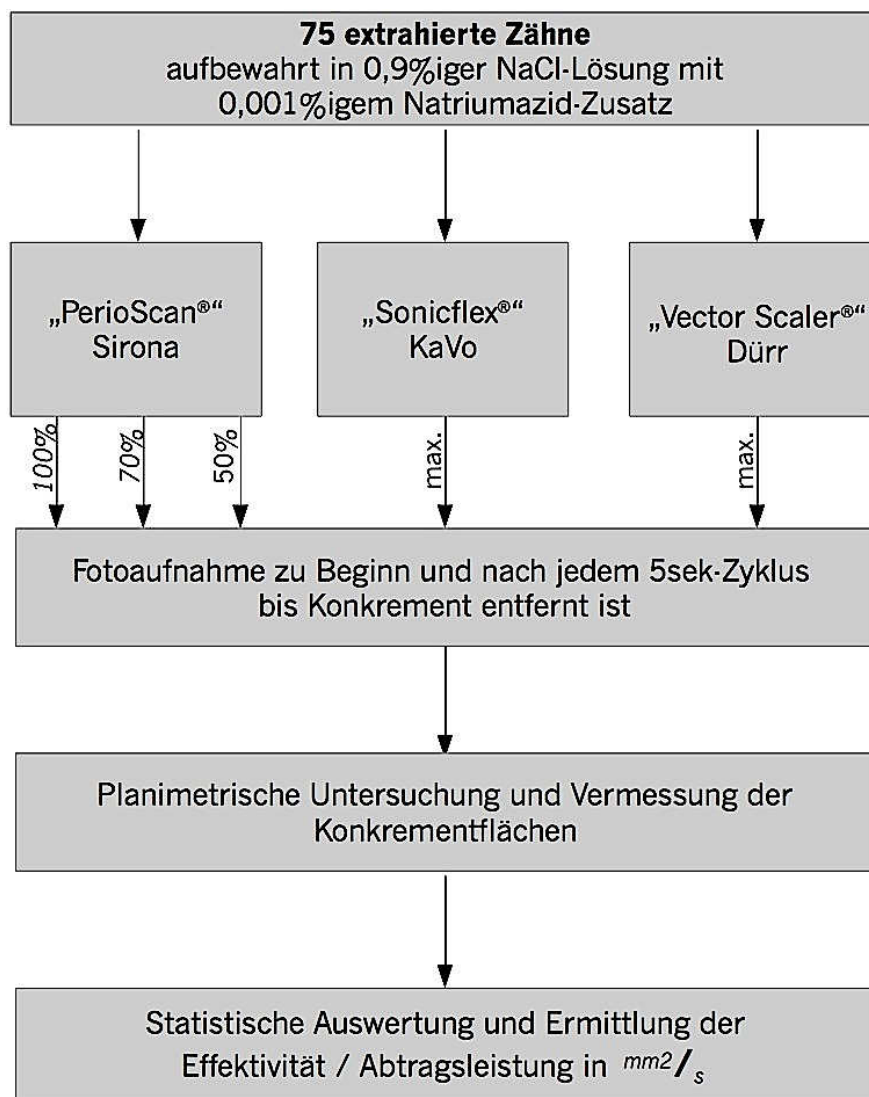 75 extrahierte Zähne
aufbewahrt in 0,9%iger NaCl-Lösung mit
0,001%igem Natriumazid-Zusatz
„PerioScan®“
Sirona
„Sonicflex®“
KaVo
„Vector Scaler®“
Dürr
100%
70%
50%
max.
max.
Fotoaufnahme zu Beginn und nach jedem 5sek-Zyklus
bis Konkrement entfernt ist
Planimetrische Untersuchung und Vermessung der
Konkrementflächen
Statistische Auswertung und Ermittlung der
Effektivität / Abtragsleistung in mm2/s